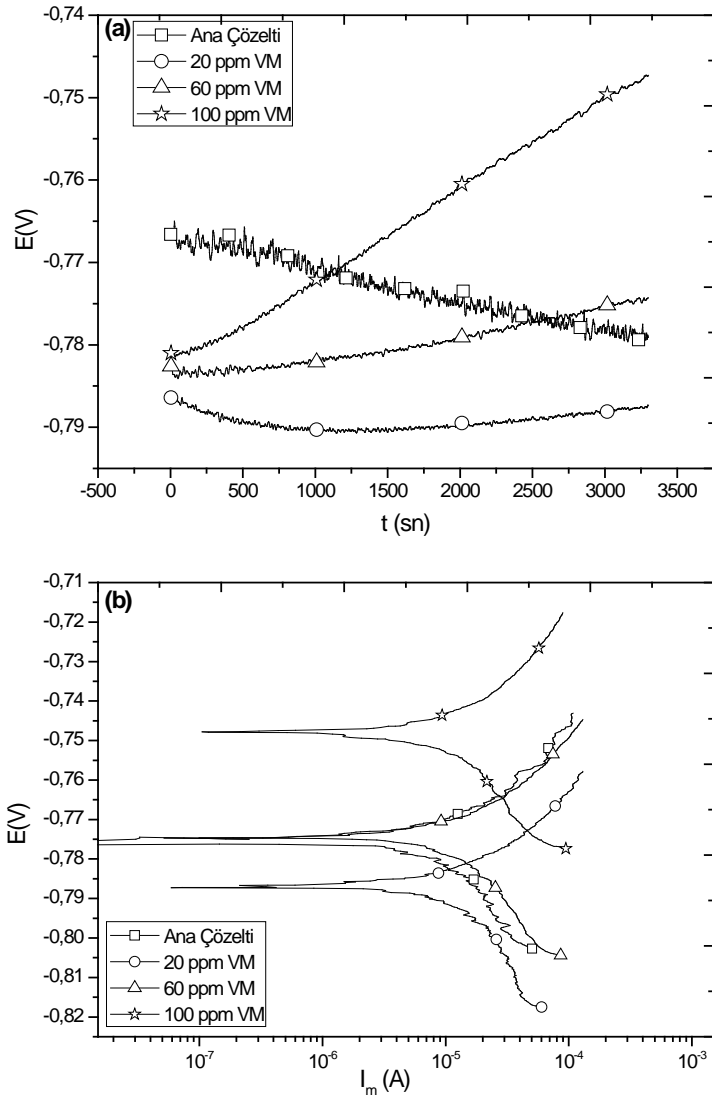 (a)
Ana Çözelti
20 ppm VM
60 ppm VM
100 ppm VM
-0,74
-0,75
-0,76
-0,77
-0,78
-0,79
E(V)
-500 0 500 1000 1500 2000 2500 3000 3500
t (sn)
(b)
-0,71
-0,72
-0,73
-0,74
-0,75
-0,76
-0,77
-0,78
-0,79
-0,80
-0,81
-0,82
E(V)
Ana Çözelti
20 ppm VM
60 ppm VM
100 ppm VM
10⁻⁷ 10⁻⁶ 10⁻⁵ 10⁻⁴ 10⁻³
Iₘ (A)